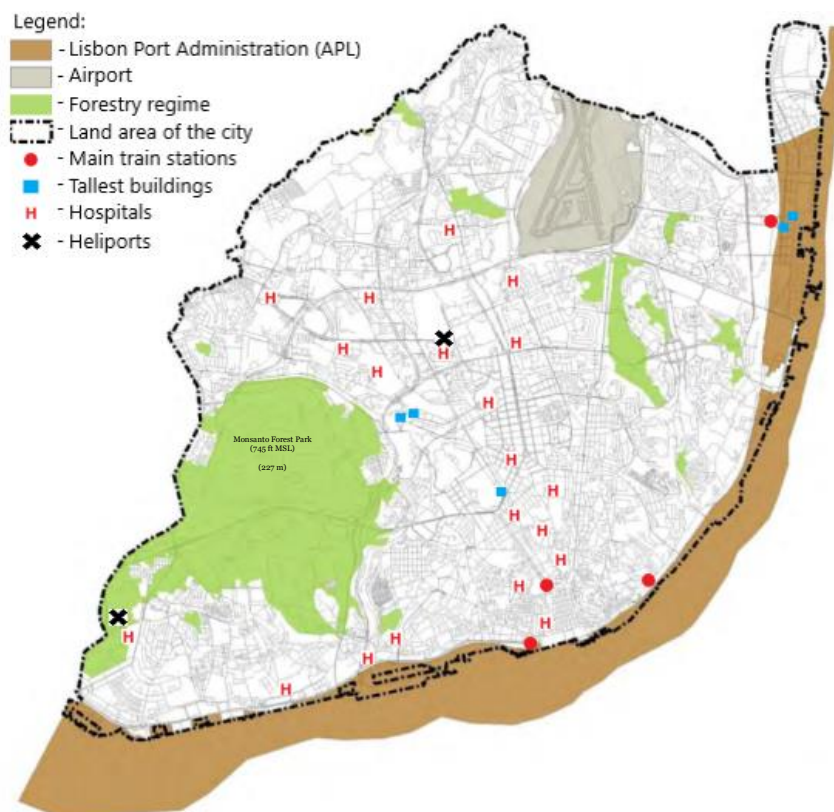 Legend:
- Lisbon Port Administration (APL)
- Airport
- Forestry regime
- Land area of the city
- Main train stations
- Tallest buildings
H - Hospitals
- Heliports
H
H
H
H
H
H
H
H
H
Monsanto Forest Park
(745 ft MSL)
(227 m)
H
H
H
H
H
H
H
H
H
H
H